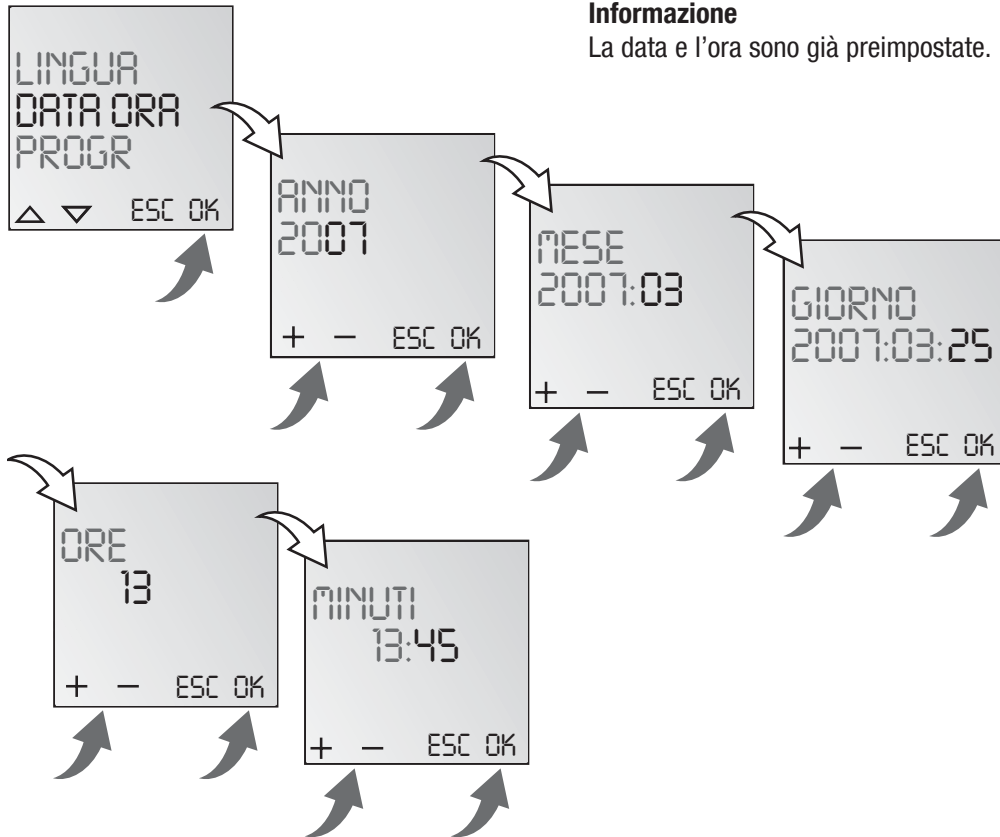 Informazione
La data e l'ora sono già preimpostate.
LINGUA
DATA ORA
PROGR
ESC OK
ANNO
2007
+ − ESC OK
MESE
2007:03
+ − ESC OK
GIORNO
2007:03:25
+ − ESC OK
ORE
13
+ − ESC OK
MINUTI
13:45
+ − ESC OK